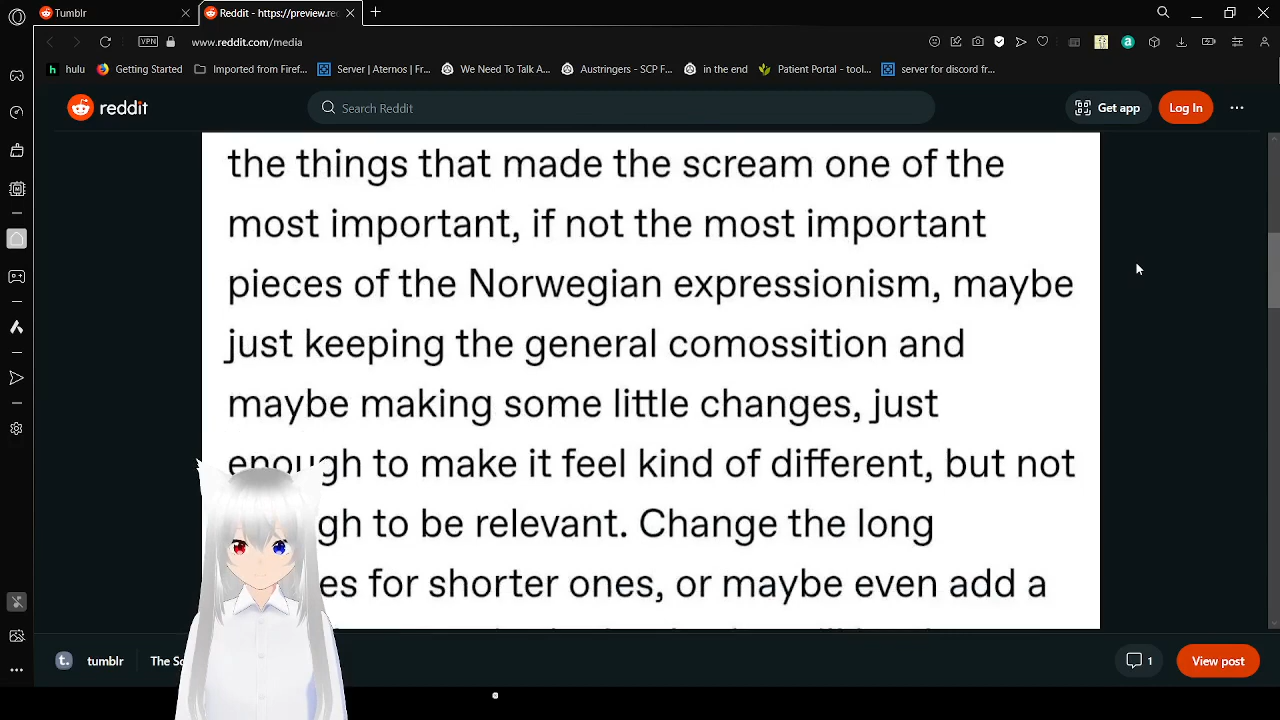 Tumblr
Reddit - https://preview.re
VPN
www.reddit.com/media
hulu
Getting Started
Imported from Firef...
Server | Aternos | Fr...
We Need To Talk A...
Austringers - SCP F...
in the end
Patient Portal - tool...
server for discord fr...
reddit
Search Reddit
Get app
Log In
the things that made the scream one of the
most important, if not the most important
pieces of the Norwegian expressionism, maybe
just keeping the general comossition and
maybe making some little changes, just
enough to make it feel kind of different, but not
gh to be relevant. Change the long
es for shorter ones, or maybe even add a
t.
tumblr
The Sc
1
View post